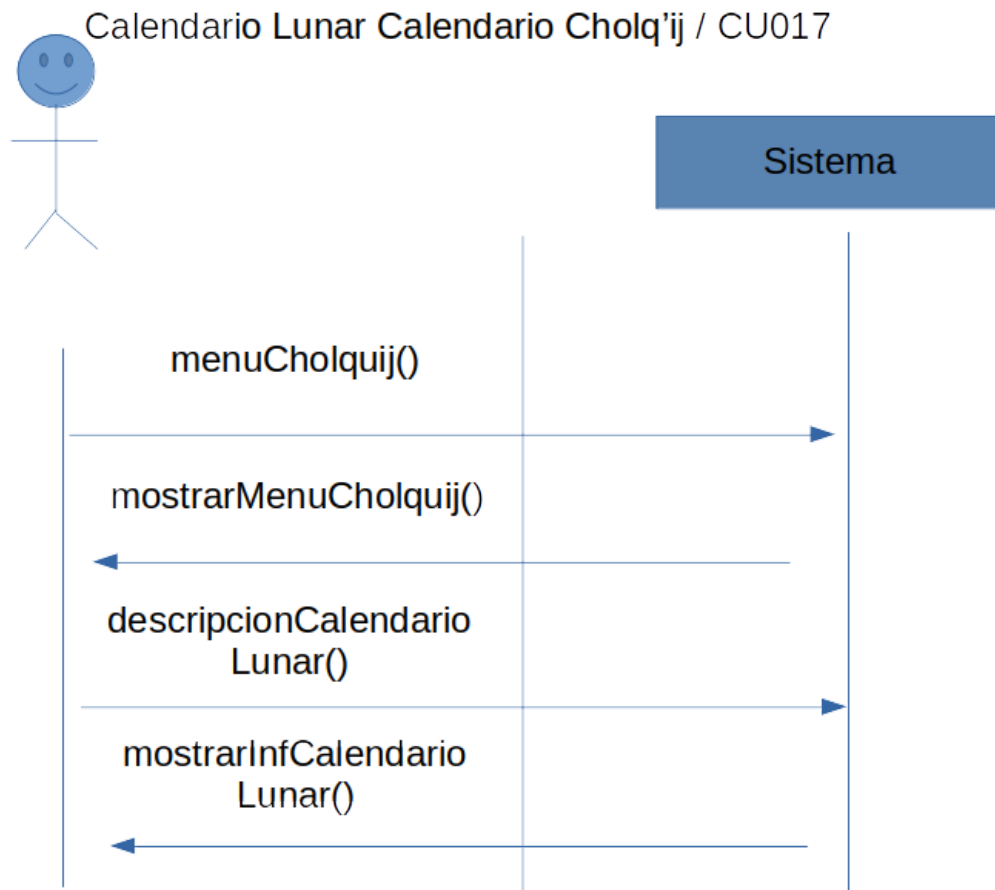 Calendario Lunar Calendario Cholq'ij / CU017
Sistema
menuCholquij()
mostrarMenuCholquij()
descripcionCalendario
Lunar()
mostrarInfCalendario
Lunar()